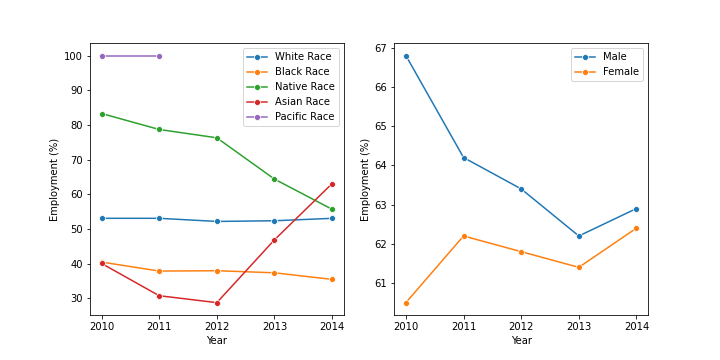 100
90
80
70
60
50
40
30
Employment (%)
2010 2011 2012 2013 2014
Year
White Race
Black Race
Native Race
Asian Race
Pacific Race
67
66
65
64
63
62
61
Employment (%)
2010 2011 2012 2013 2014
Year
Male
Female